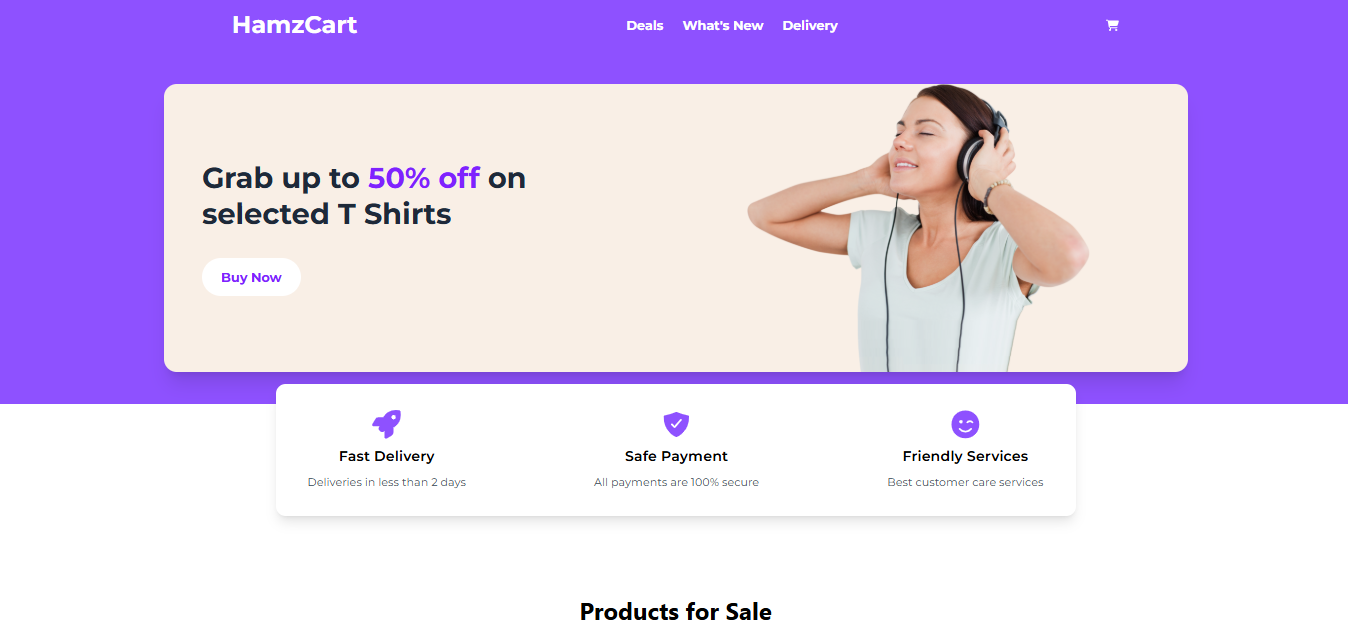 HamzCart
Deals
What's New
Delivery
Grab up to 50% off on
selected T Shirts
Buy Now
Fast Delivery
Deliveries in less than 2 days
Safe Payment
All payments are 100% secure
Friendly Services
Best customer care services
Products for Sale